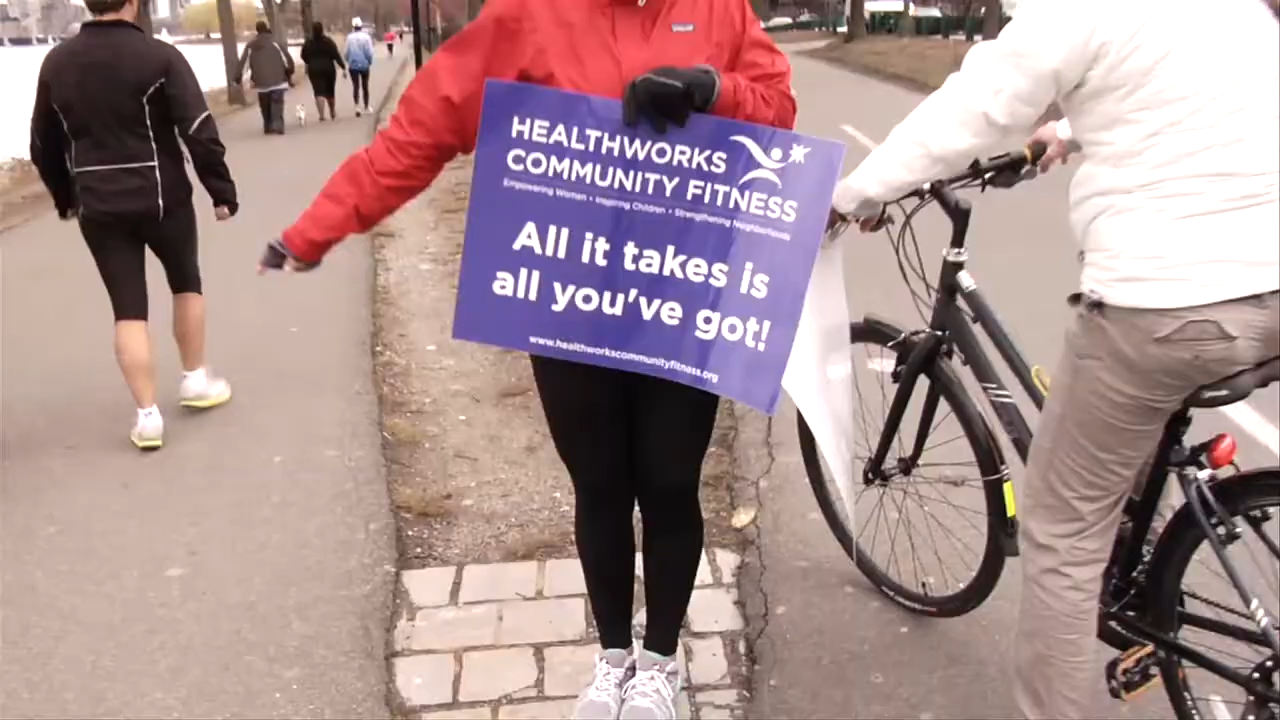 HEALTHWORKS
COMMUNITY FITNESS
Empowering Women • Inspiring Children • Strengthening Neighborhoods
All it takes is
all you've got!
www.healthworkscommunityfitness.org
patagonia